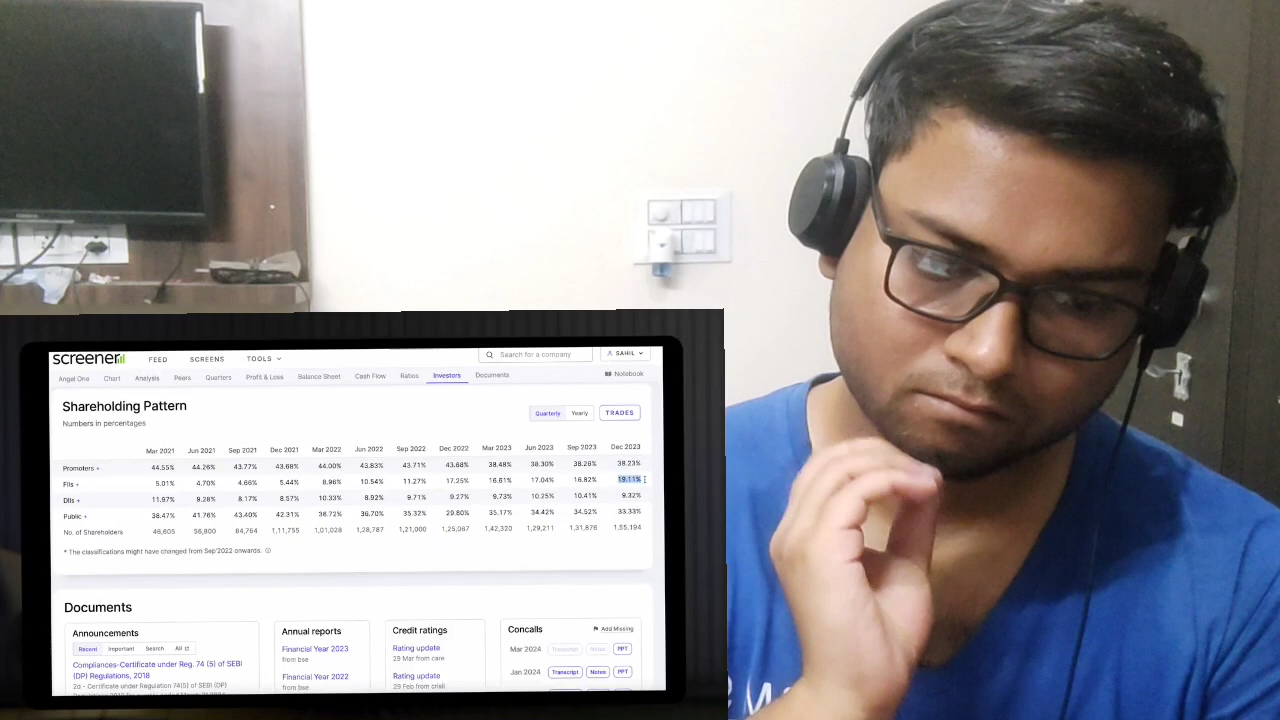 screener FEED SCREENS TOOLS Search for a company SAHIL
Angel One Chart Analysis Peers Quarters Profit & Loss Balance Sheet Cash Flow Ratios Investors Documents Notebook
Shareholding Pattern
Numbers in percentages
Quarterly Yearly TRADES
Mar 2021 Jun 2021 Sep 2021 Dec 2021 Mar 2022 Jun 2022 Sep 2022 Dec 2022 Mar 2023 Jun 2023 Sep 2023 Dec 2023
Promoters + 44.55% 44.26% 43.77% 43.68% 44.00% 43.83% 43.71% 43.68% 38.48% 38.30% 38.26% 38.23%
FIIs + 5.01% 4.70% 4.66% 5.44% 8.96% 10.54% 11.27% 17.25% 16.61% 17.04% 16.82% 19.11%
DIIs + 11.97% 9.28% 8.17% 8.57% 10.33% 8.92% 9.71% 9.27% 9.73% 10.25% 10.41% 9.32%
Public + 38.47% 41.76% 43.40% 42.31% 36.72% 36.70% 35.32% 29.80% 35.17% 34.42% 34.52% 33.33%
No. of Shareholders 46,605 56,800 84,764 1,11,755 1,01,028 1,28,787 1,21,000 1,25,067 1,42,320 1,29,211 1,31,876 1,55,194
* The classifications might have changed from Sep'2022 onwards.
Documents
Announcements
Recent Important Search All
Compliances-Certificate under Reg. 74 (5) of SEBI
(DP) Regulations, 2018
2d - Certificate under Regulation 74(5) of SEBI (DP)
Annual reports
Financial Year 2023
from bse
Financial Year 2022
from bse
Credit ratings
Rating update
29 Mar from care
Rating update
29 Feb from crisil
Concalls
Add Missing
Mar 2024 Transcript Notes PPT
Jan 2024 Transcript Notes PPT
M